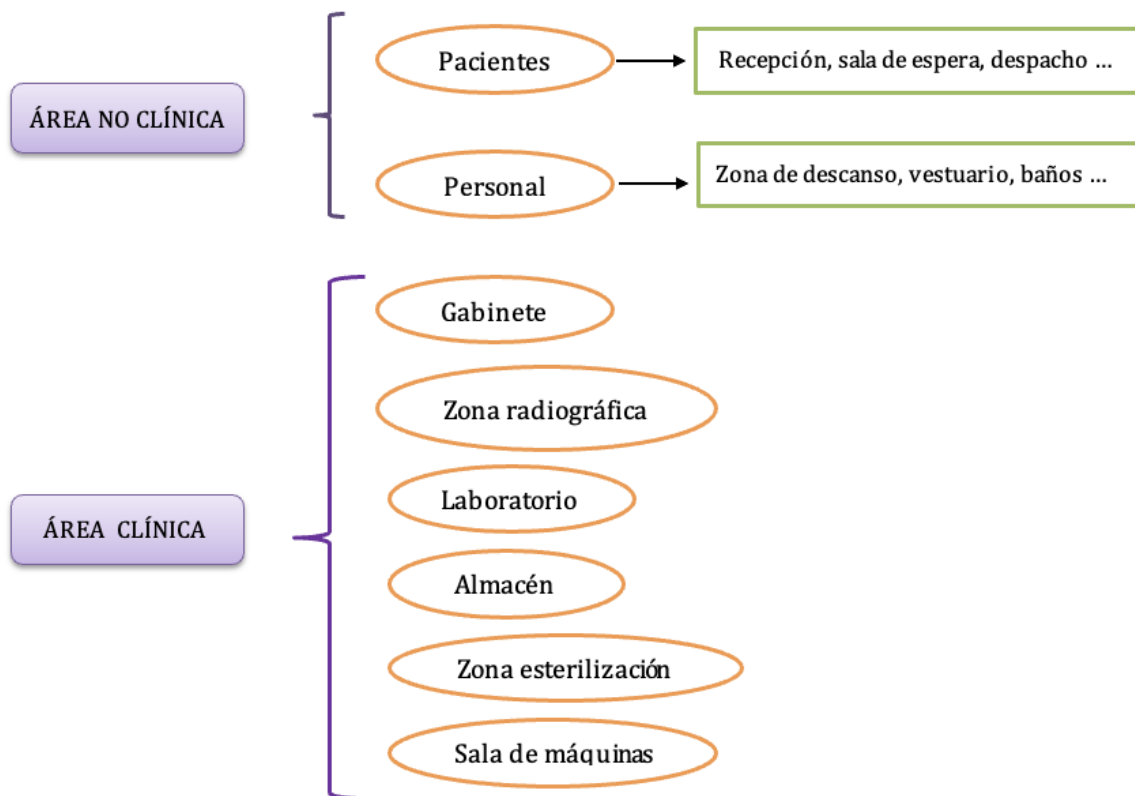 ÁREA NO CLÍNICA
Pacientes
Recepción, sala de espera, despacho ...
Personal
Zona de descanso, vestuario, baños ...
ÁREA CLÍNICA
Gabinete
Zona radiográfica
Laboratorio
Almacén
Zona esterilización
Sala de máquinas